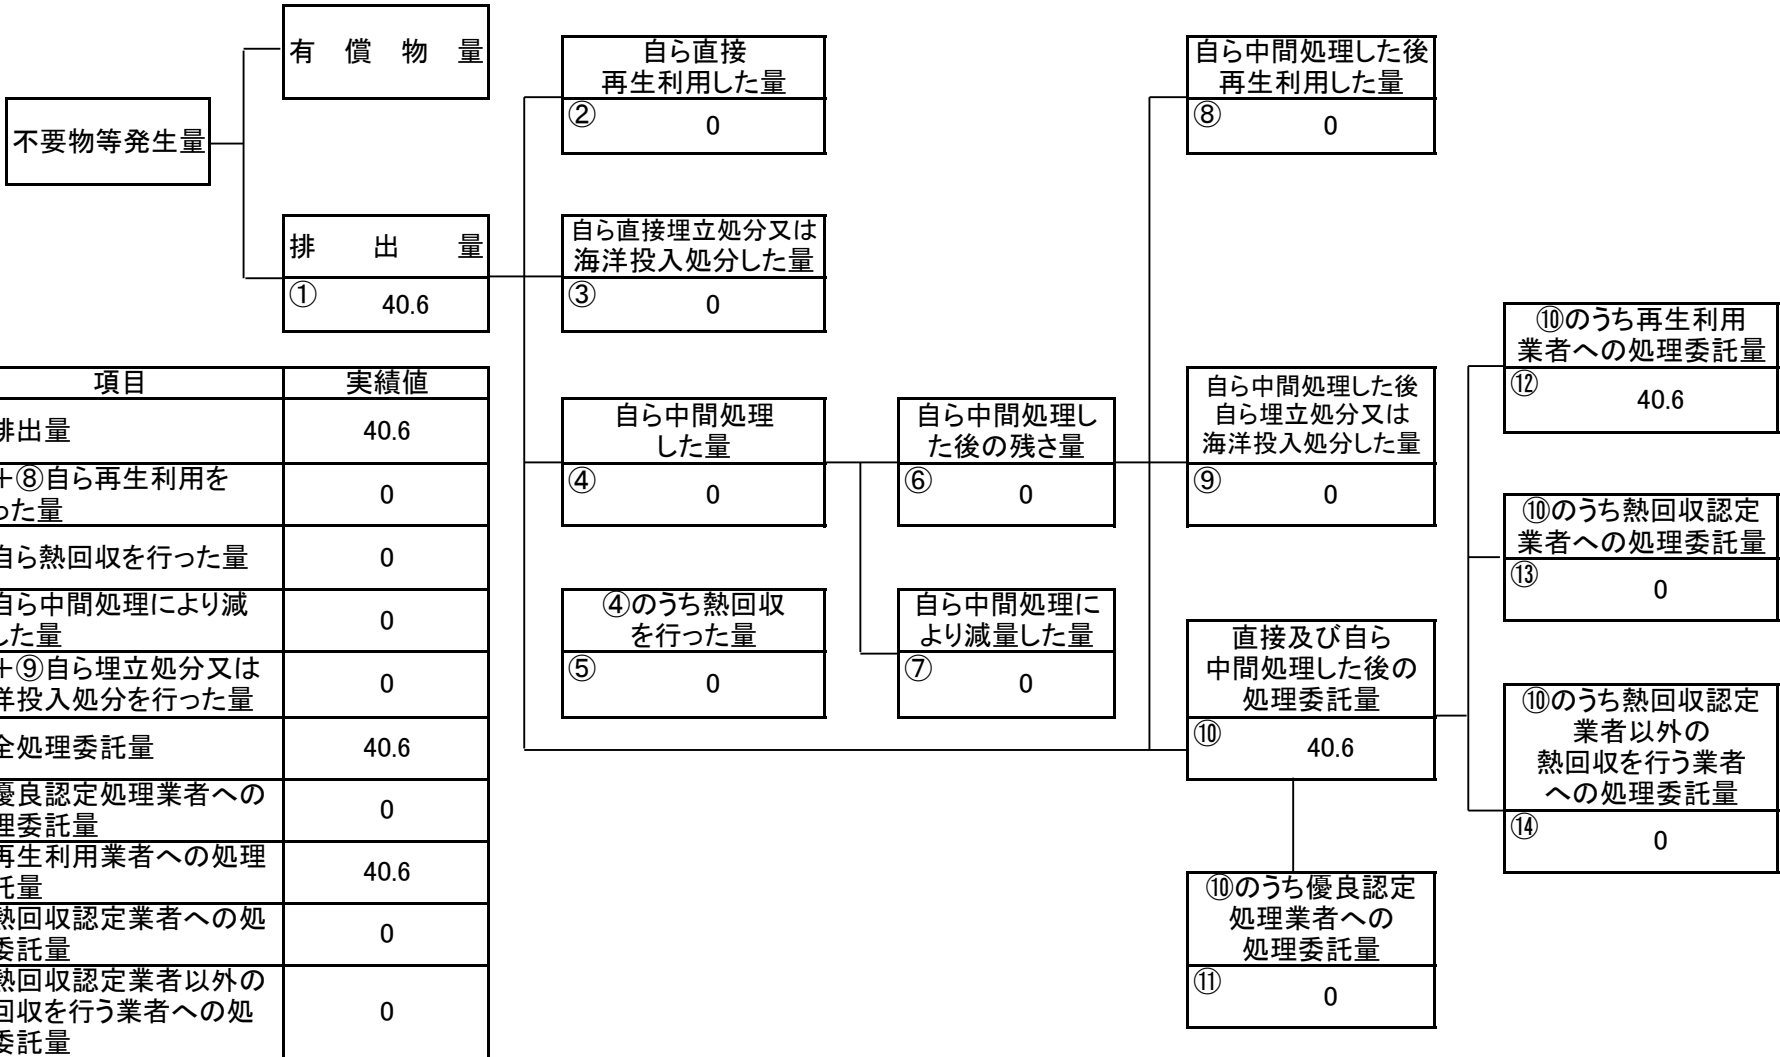 不要物等発生量
有 償 物 量
排 出 量
① 40.6
自ら直接
再生利用した量
② 0
自ら直接埋立処分又は
海洋投入処分した量
③ 0
自ら中間処理
した量
④ 0
④のうち熱回収
を行った量
⑤ 0
自ら中間処理し
た後の残さ量
⑥ 0
自ら中間処理に
より減量した量
⑦ 0
自ら中間処理した後
再生利用した量
⑧ 0
自ら中間処理した後
自ら埋立処分又は
海洋投入処分した量
⑨ 0
直接及び自ら
中間処理した後の
処理委託量
⑩ 40.6
⑩のうち優良認定
処理業者への
処理委託量
⑪ 0
⑩のうち再生利用
業者への処理委託量
⑫ 40.6
⑩のうち熱回収認定
業者への処理委託量
⑬ 0
⑩のうち熱回収認定
業者以外の
熱回収を行う業者
への処理委託量
⑭ 0
項目 実績値
排出量 40.6
+⑧自ら再生利用を
った量 0
自ら熱回収を行った量 0
自ら中間処理により減
した量 0
+⑨自ら埋立処分又は
洋投入処分を行った量 0
全処理委託量 40.6
優良認定処理業者への
理委託量 0
再生利用業者への処理
託量 40.6
熱回収認定業者への処
委託量 0
熱回収認定業者以外の
回収を行う業者への処
委託量 0